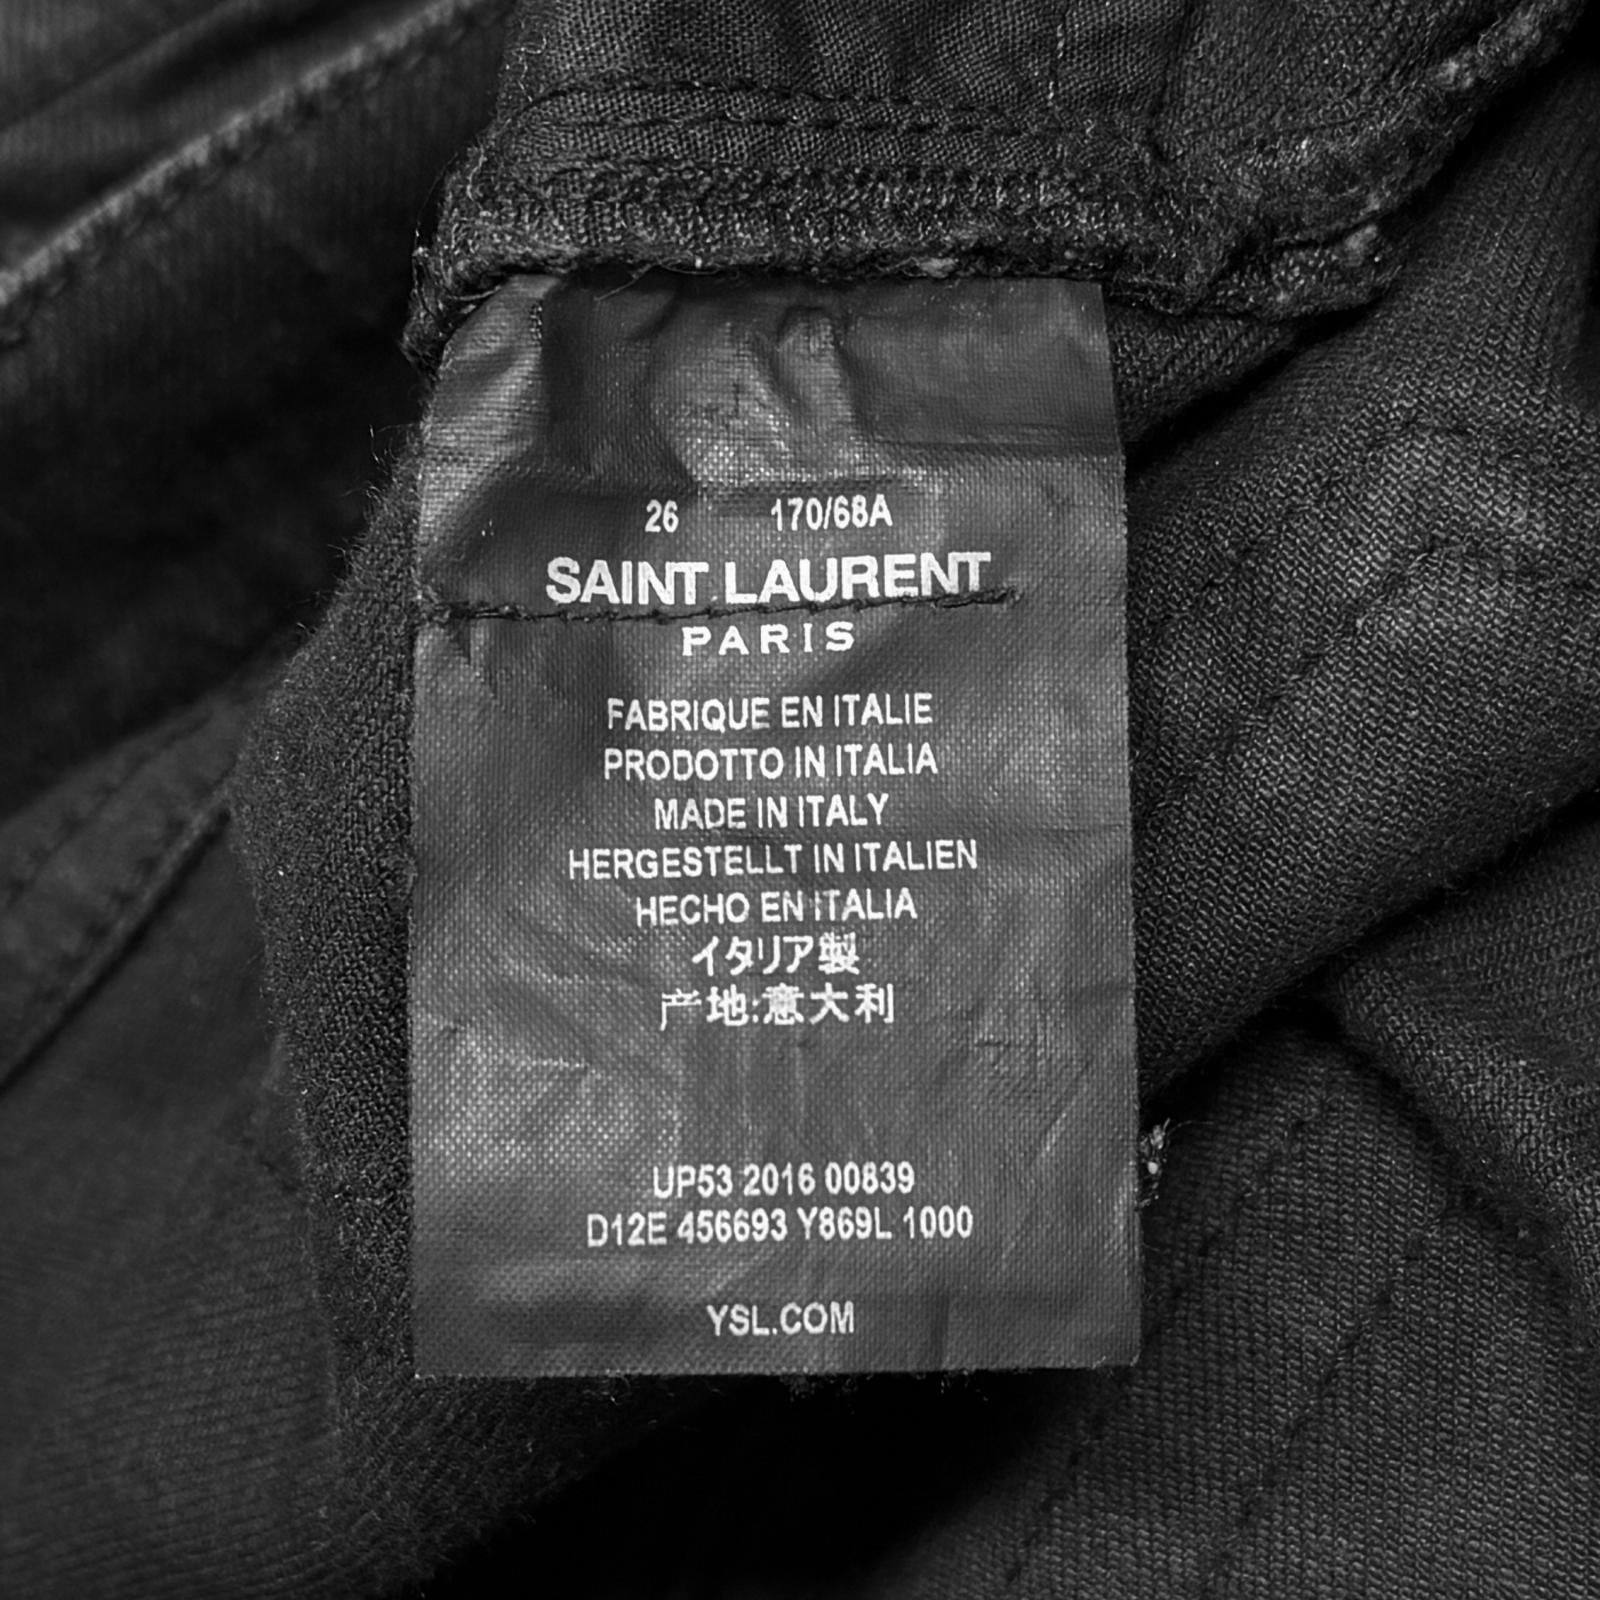 26 170/68A
SAINT LAURENT
PARIS
FABRIQUE EN ITALIE
PRODOTTO IN ITALIA
MADE IN ITALY
HERGESTELLT IN ITALIEN
HECHO EN ITALIA
イタリア製
产地:意大利
UP53 2016 00839
D12E 456693 Y869L 1000
YSL.COM